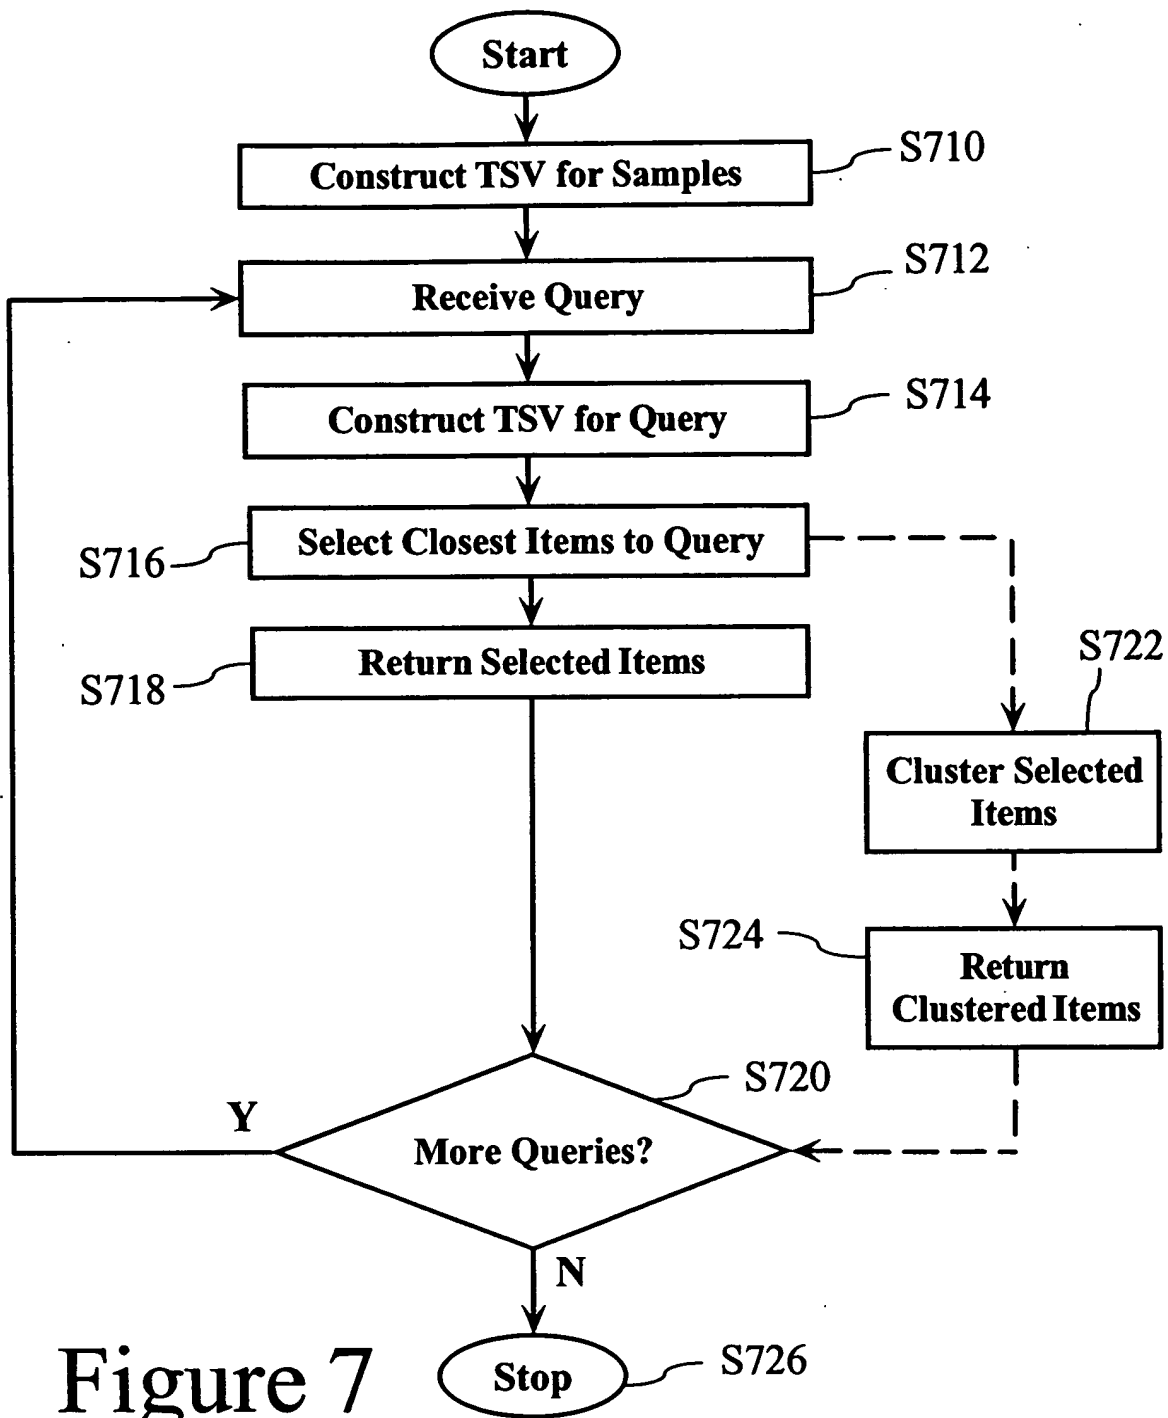 Start
Construct TSV for Samples
S710
Receive Query
S712
Construct TSV for Query
S714
Select Closest Items to Query
S716
Return Selected Items
S718
S722
Cluster Selected
Items
S724
Return
Clustered Items
S720
Y
More Queries?
N
Stop
S726
Figure 7